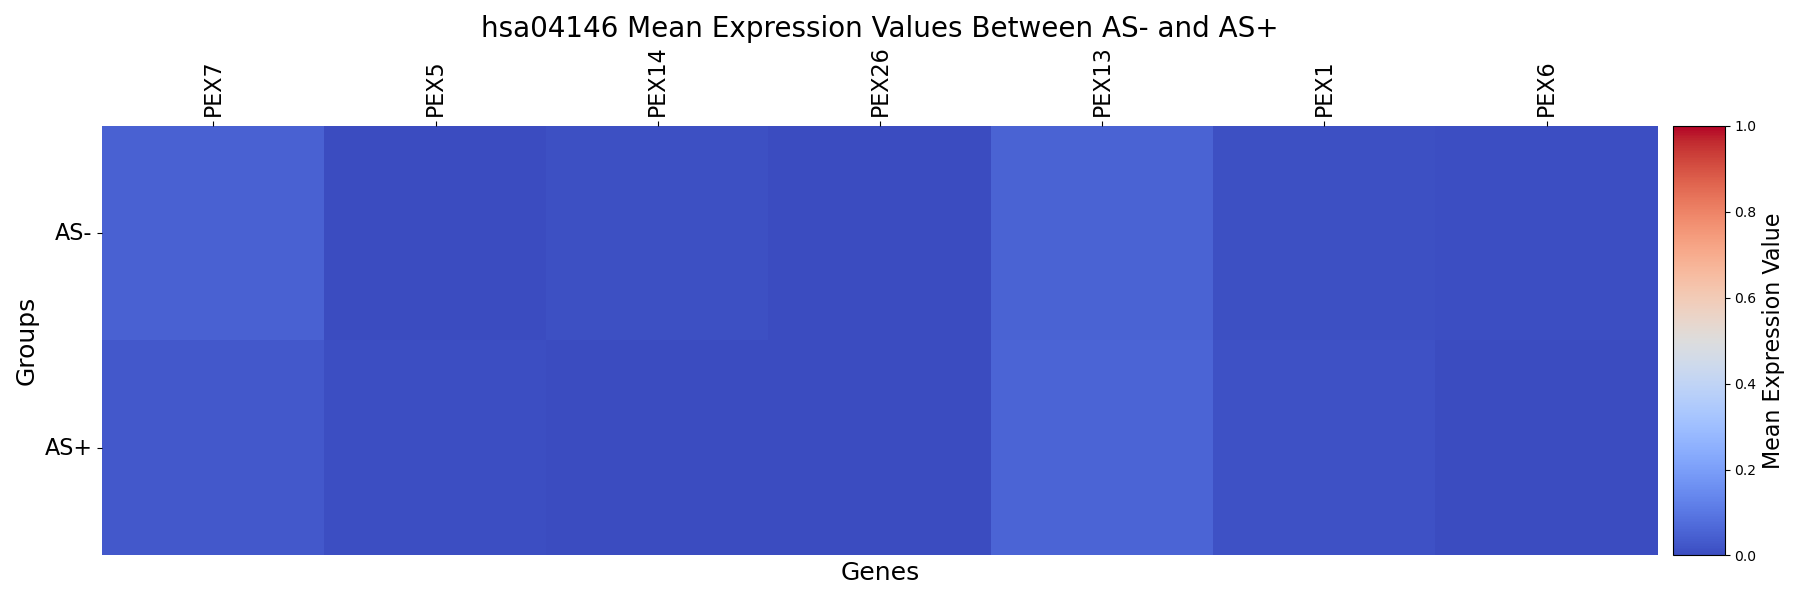 hsa04146 Mean Expression Values Between AS- and AS+
PEX7
PEX5
PEX14
PEX26
PEX13
PEX1
PEX6
Groups
AS-
AS+
Genes
1.0
0.8
0.6
0.4
0.2
0.0
Mean Expression Value